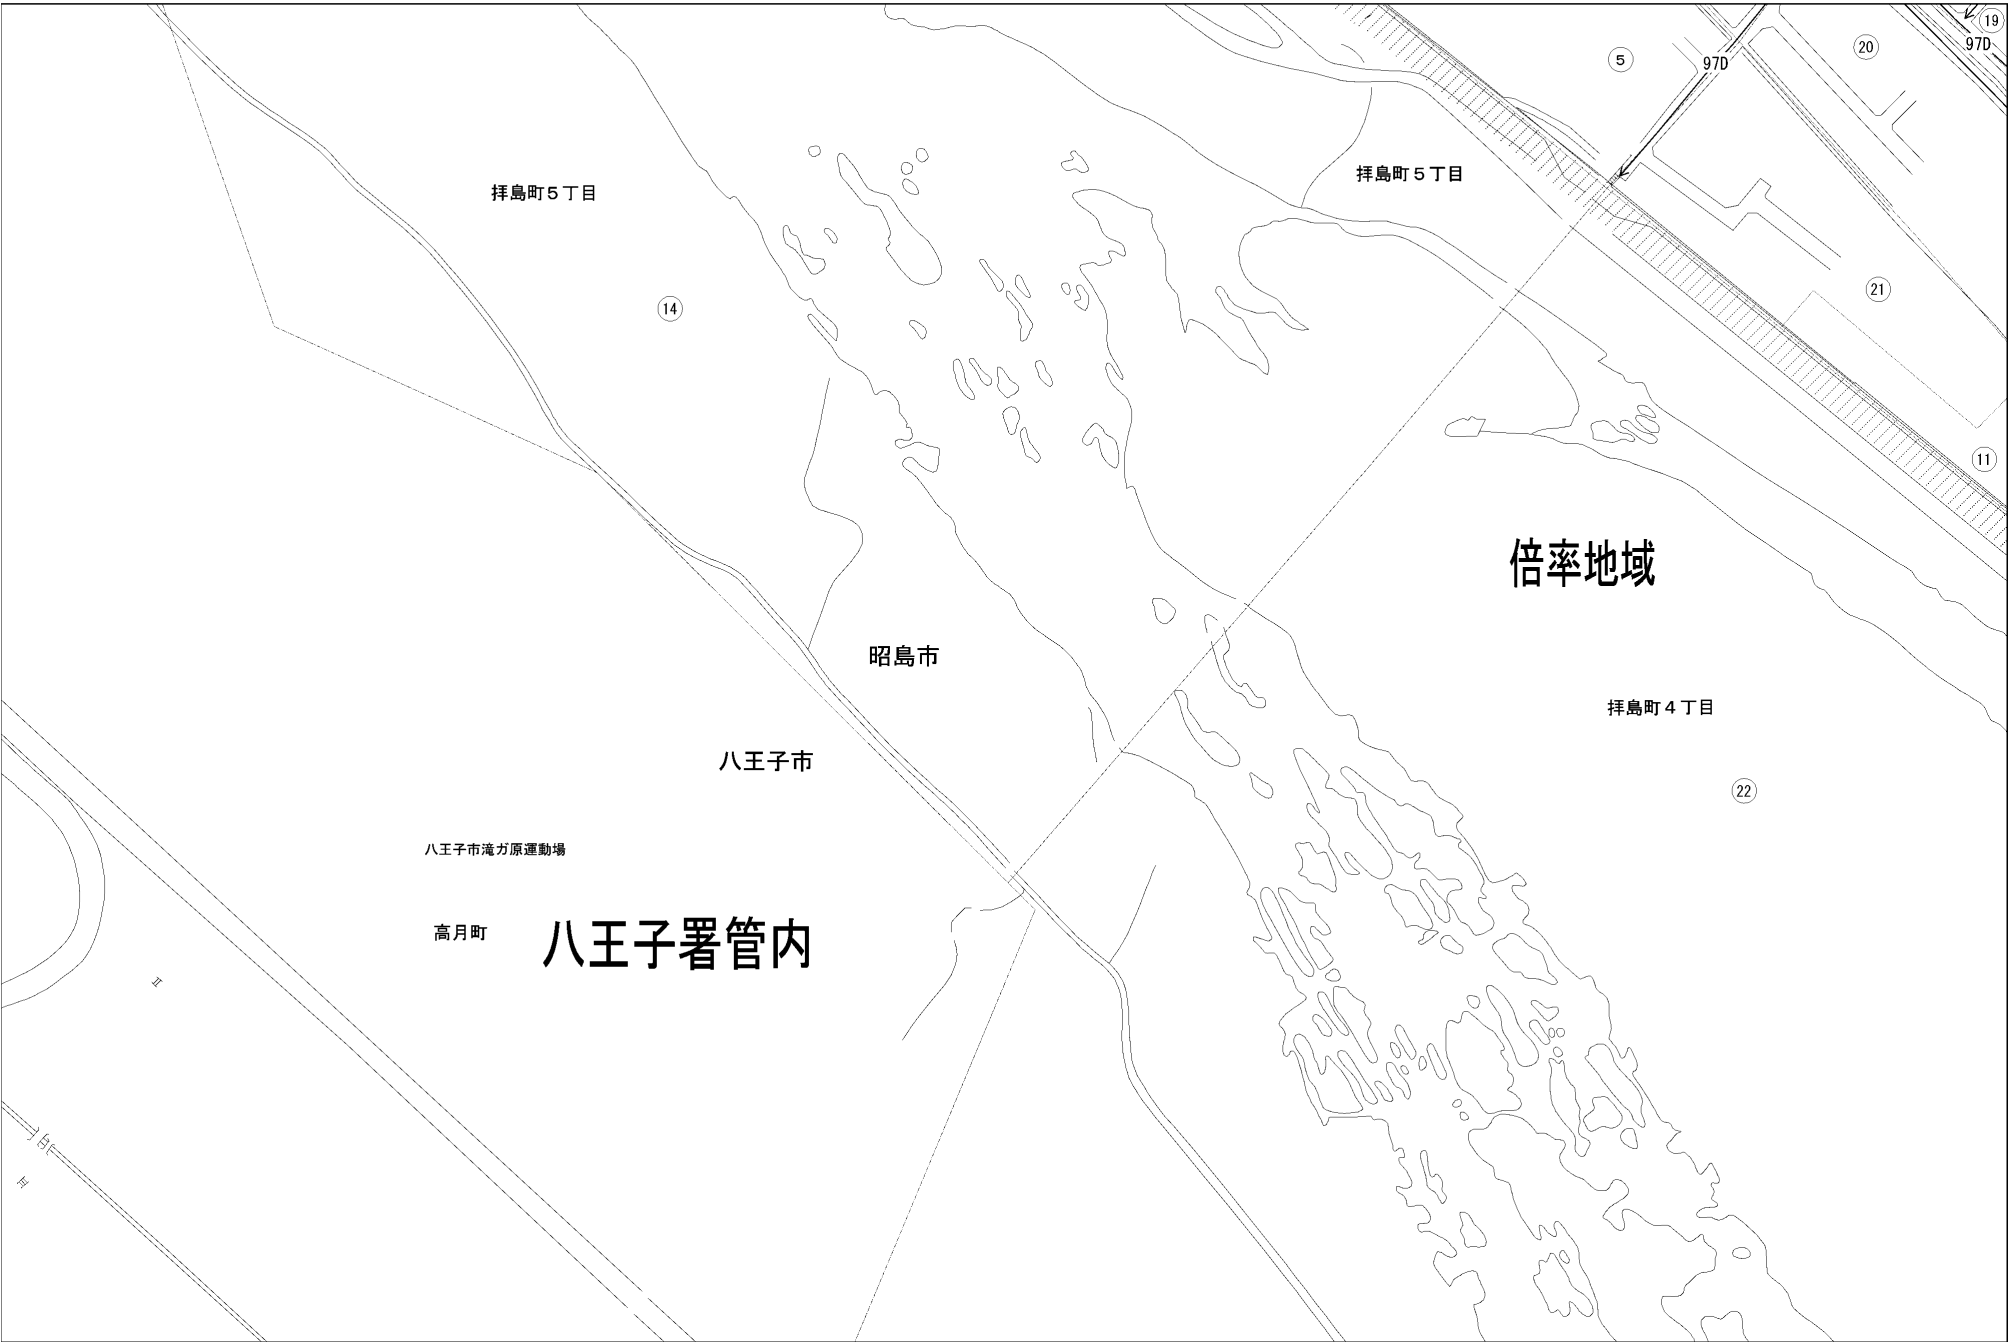 19
97D
20
5
97D
拝島町5丁目
拝島町5丁目
21
14
11
倍率地域
昭島市
拝島町4丁目
八王子市
22
八王子市滝ガ原運動場
高月町
八王子署管内